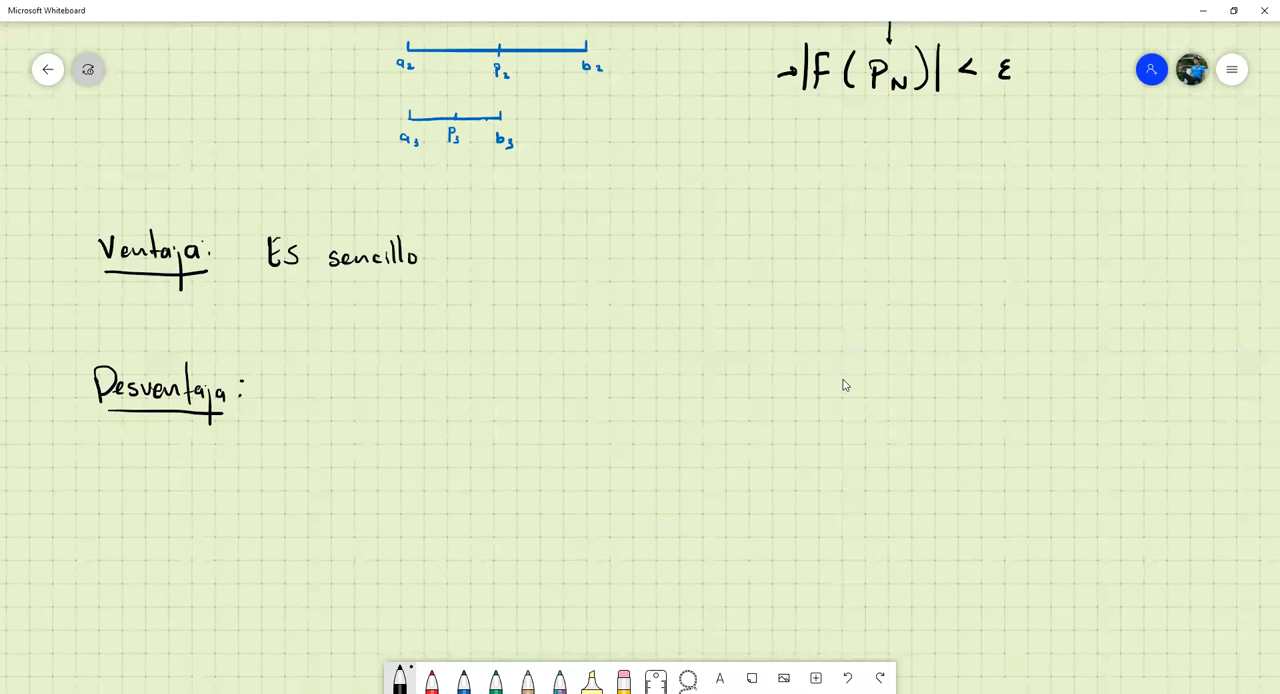 Microsoft Whiteboard
a2 P2 b2
→|F(PN)| < ε
a3 P3 b3
Ventaja: Es sencillo
Desventaja:
A